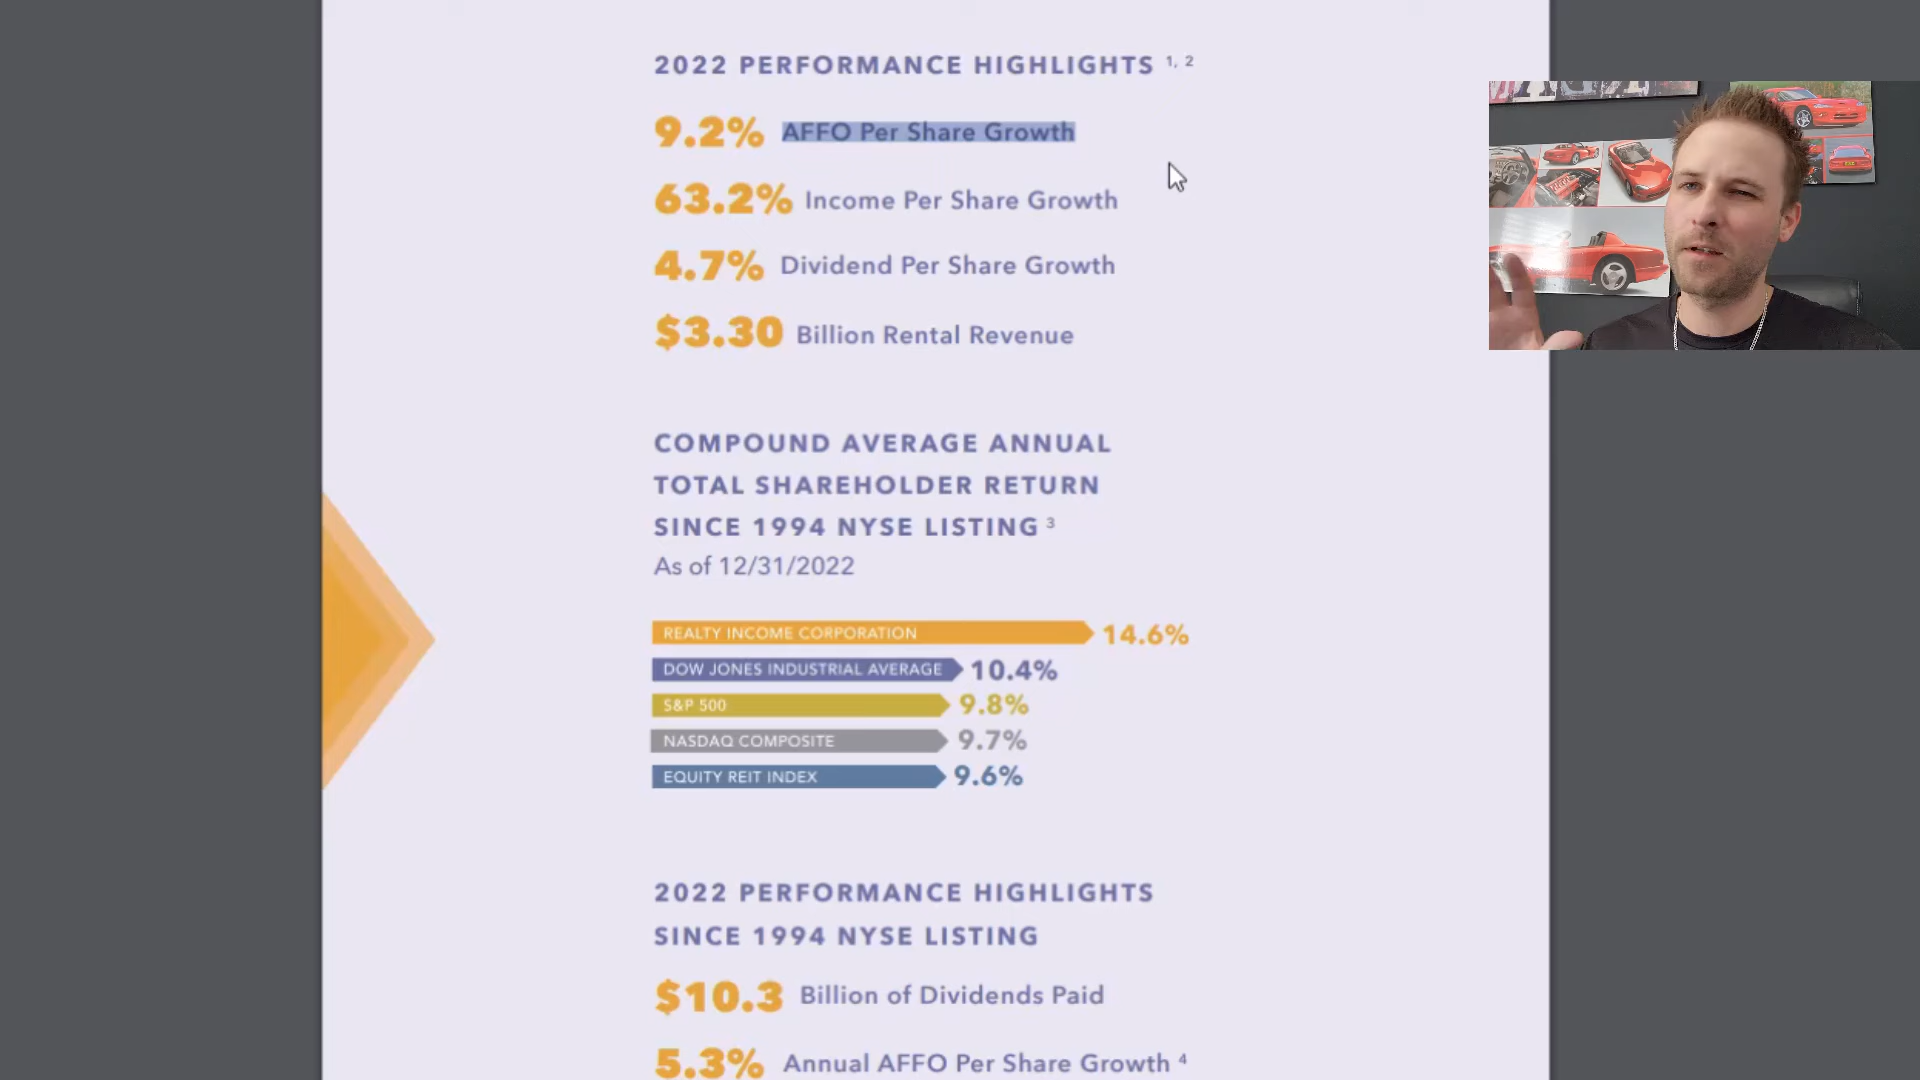 2022 PERFORMANCE HIGHLIGHTS 1, 2
9.2% AFFO Per Share Growth
63.2% Income Per Share Growth
4.7% Dividend Per Share Growth
$3.30 Billion Rental Revenue
COMPOUND AVERAGE ANNUAL
TOTAL SHAREHOLDER RETURN
SINCE 1994 NYSE LISTING 3
As of 12/31/2022
REALTY INCOME CORPORATION 14.6%
DOW JONES INDUSTRIAL AVERAGE 10.4%
S&P 500 9.8%
NASDAQ COMPOSITE 9.7%
EQUITY REIT INDEX 9.6%
2022 PERFORMANCE HIGHLIGHTS
SINCE 1994 NYSE LISTING
$10.3 Billion of Dividends Paid
5.3% Annual AFFO Per Share Growth 4